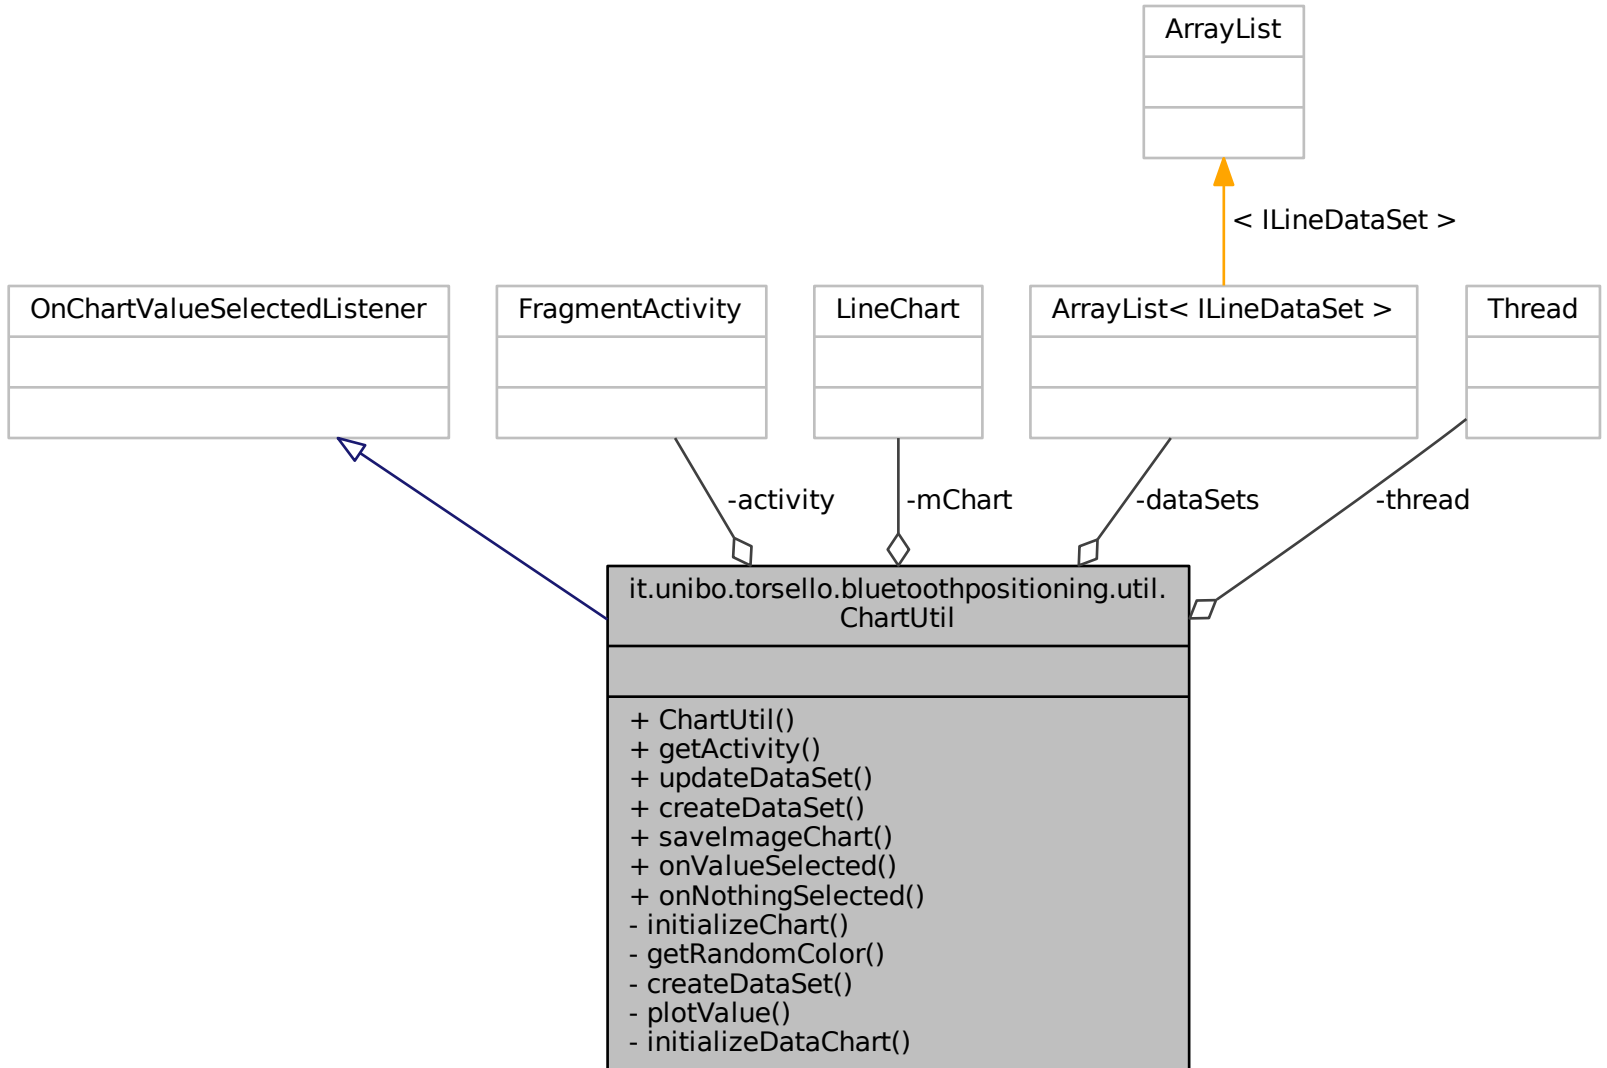 ArrayList
< ILineDataSet >
OnChartValueSelectedListener
FragmentActivity
LineChart
ArrayList< ILineDataSet >
Thread
-activity
-mChart
-dataSets
-thread
it.unibo.torsello.bluetoothpositioning.util.
ChartUtil
+ ChartUtil()
+ getActivity()
+ updateDataSet()
+ createDataSet()
+ saveImageChart()
+ onValueSelected()
+ onNothingSelected()
- initializeChart()
- getRandomColor()
- createDataSet()
- plotValue()
- initializeDataChart()